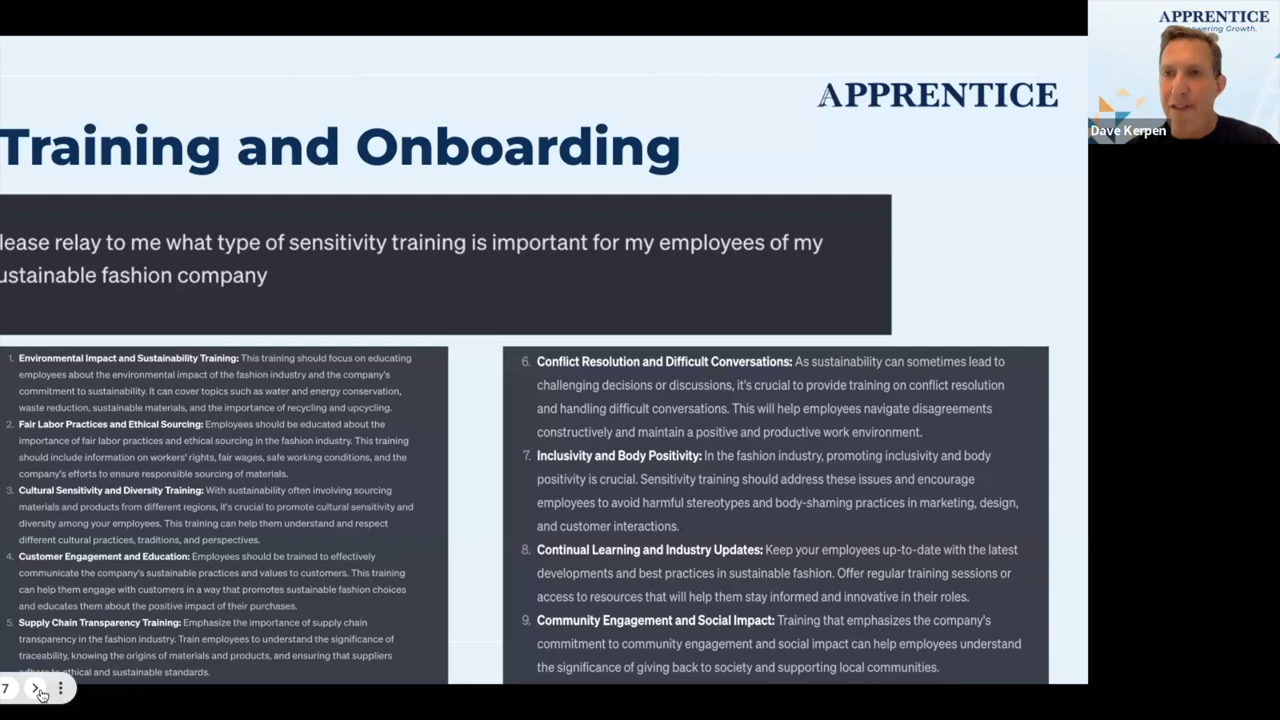 APPRENTICE
Training and Onboarding
lease relay to me what type of sensitivity training is important for my employees of my
ustainable fashion company
1. Environmental Impact and Sustainability Training: This training should focus on educating
employees about the environmental impact of the fashion industry and the company's
commitment to sustainability. It can cover topics such as water and energy conservation,
waste reduction, sustainable materials, and the importance of recycling and upcycling.
2. Fair Labor Practices and Ethical Sourcing: Employees should be educated about the
importance of fair labor practices and ethical sourcing in the fashion industry. This training
should include information on workers' rights, fair wages, safe working conditions, and the
company's efforts to ensure responsible sourcing of materials.
3. Cultural Sensitivity and Diversity Training: With sustainability often involving sourcing
materials and products from different regions, it's crucial to promote cultural sensitivity and
diversity among your employees. This training can help them understand and respect
different cultural practices, traditions, and perspectives.
4. Customer Engagement and Education: Employees should be trained to effectively
communicate the company's sustainable practices and values to customers. This training
can help them engage with customers in a way that promotes sustainable fashion choices
and educates them about the positive impact of their purchases.
5. Supply Chain Transparency Training: Emphasize the importance of supply chain
transparency in the fashion industry. Train employees to understand the significance of
traceability, knowing the origins of materials and products, and ensuring that suppliers
adhere to ethical and sustainable standards.
6. Conflict Resolution and Difficult Conversations: As sustainability can sometimes lead to
challenging decisions or discussions, it's crucial to provide training on conflict resolution
and handling difficult conversations. This will help employees navigate disagreements
constructively and maintain a positive and productive work environment.
7. Inclusivity and Body Positivity: In the fashion industry, promoting inclusivity and body
positivity is crucial. Sensitivity training should address these issues and encourage
employees to avoid harmful stereotypes and body-shaming practices in marketing, design,
and customer interactions.
8. Continual Learning and Industry Updates: Keep your employees up-to-date with the latest
developments and best practices in sustainable fashion. Offer regular training sessions or
access to resources that will help them stay informed and innovative in their roles.
9. Community Engagement and Social Impact: Training that emphasizes the company's
commitment to community engagement and social impact can help employees understand
the significance of giving back to society and supporting local communities.
7
APPRENTICE
wering Growth.
Dave Kerpen